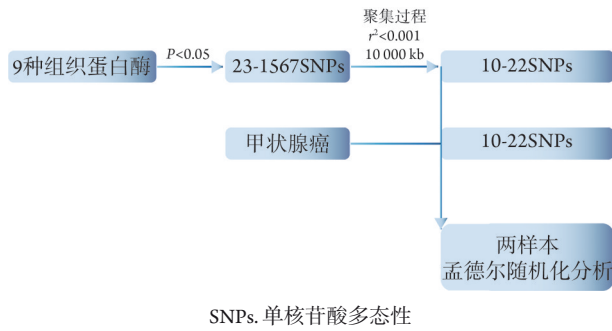 聚集过程
r²<0.001
10 000 kb
P<0.05
9种组织蛋白酶
23-1567SNPs
10-22SNPs
甲状腺癌
10-22SNPs
两样本
孟德尔随机化分析
SNPs. 单核苷酸多态性